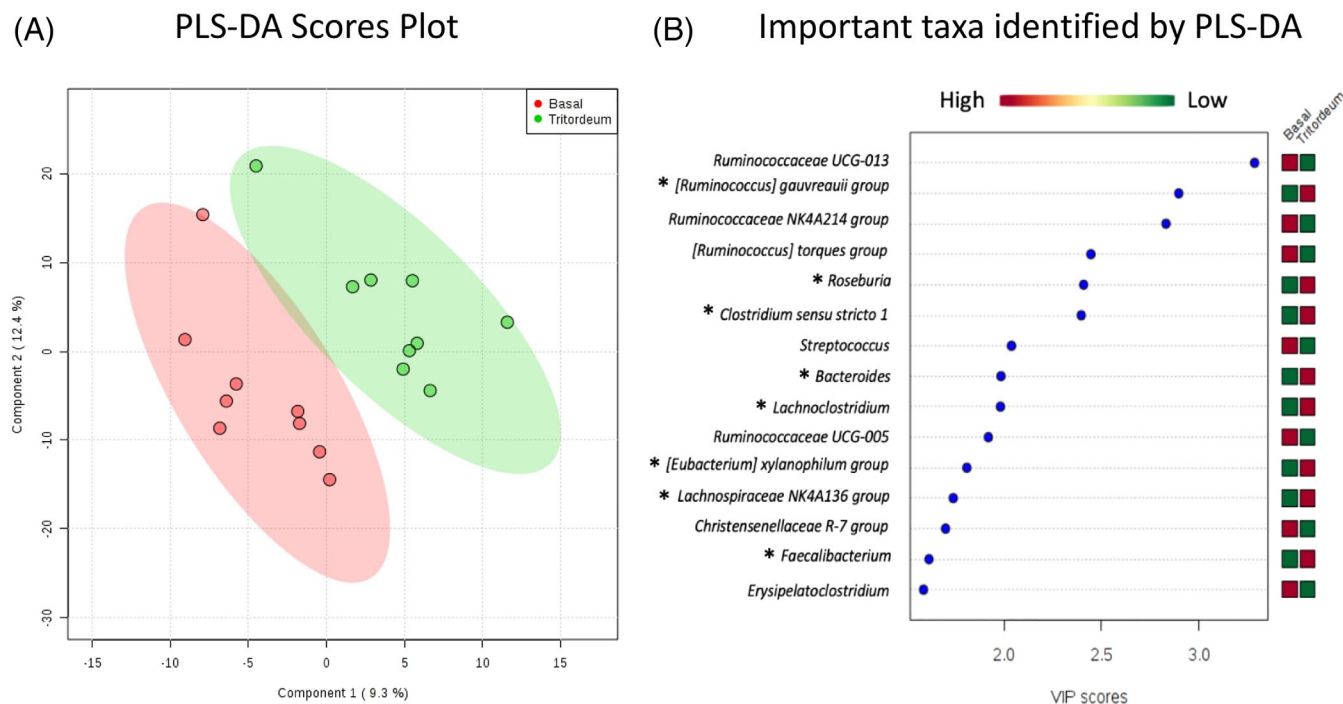 (A) PLS-DA Scores Plot
Basal
Tritordeum
20
10
0
-10
-20
-30
Component 2 ( 12.4 %)
-15 -10 -5 0 5 10 15
Component 1 ( 9.3 %)
(B) Important taxa identified by PLS-DA
High Low
Basal
Tritordeum
Ruminococcaceae UCG-013
* [Ruminococcus] gauvreauii group
Ruminococcaceae NK4A214 group
[Ruminococcus] torques group
* Roseburia
* Clostridium sensu stricto 1
Streptococcus
* Bacteroides
* Lachnoclostridium
Ruminococcaceae UCG-005
* [Eubacterium] xylanophilum group
* Lachnospiraceae NK4A136 group
Christensenellaceae R-7 group
* Faecalibacterium
Erysipelatoclostridium
2.0 2.5 3.0
VIP scores